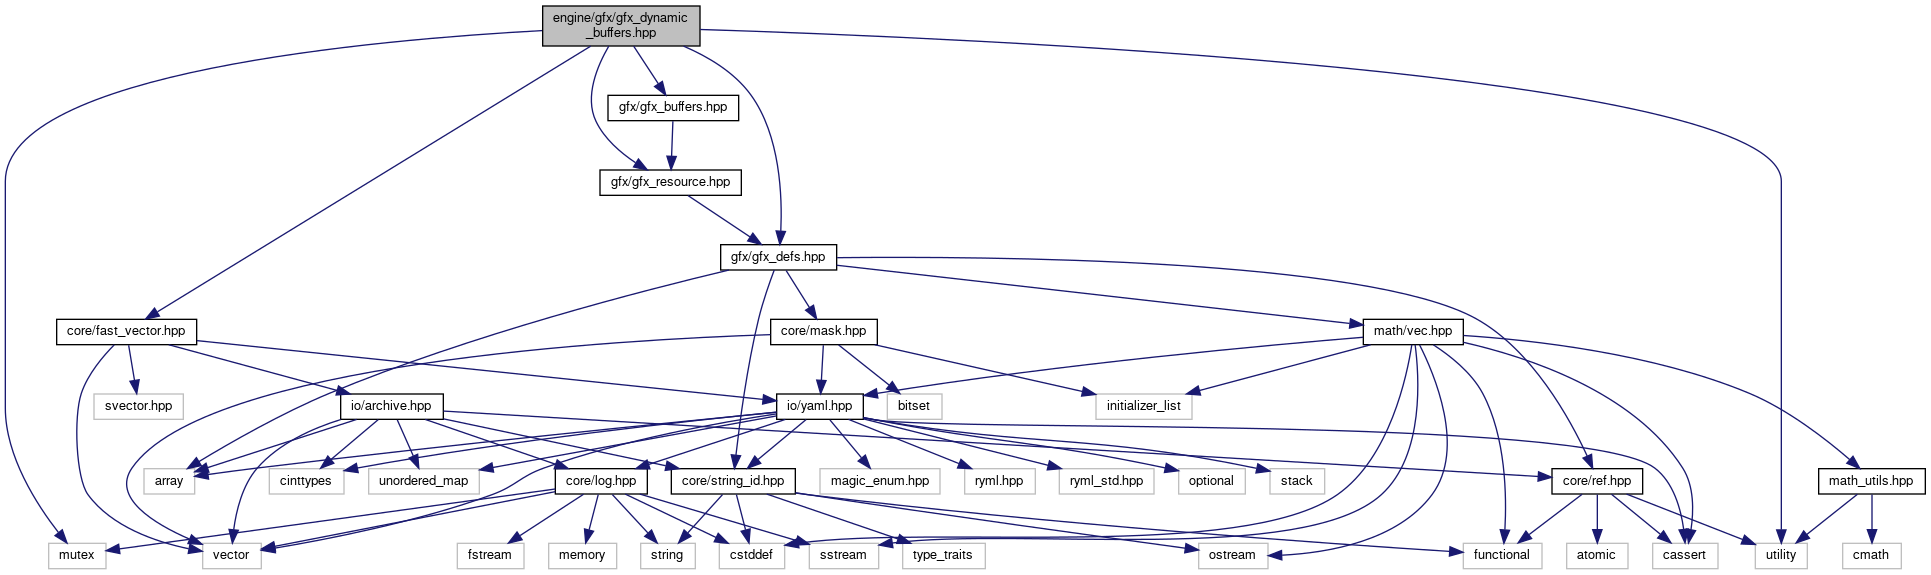 engine/gfx/gfx_dynamic
_buffers.hpp
gfx/gfx_buffers.hpp
gfx/gfx_resource.hpp
gfx/gfx_defs.hpp
core/fast_vector.hpp
core/mask.hpp
math/vec.hpp
svector.hpp
io/archive.hpp
io/yaml.hpp
bitset
initializer_list
array
cinttypes
unordered_map
core/log.hpp
core/string_id.hpp
magic_enum.hpp
ryml.hpp
ryml_std.hpp
optional
stack
core/ref.hpp
math_utils.hpp
mutex
vector
fstream
memory
string
cstddef
sstream
type_traits
ostream
functional
atomic
cassert
utility
cmath